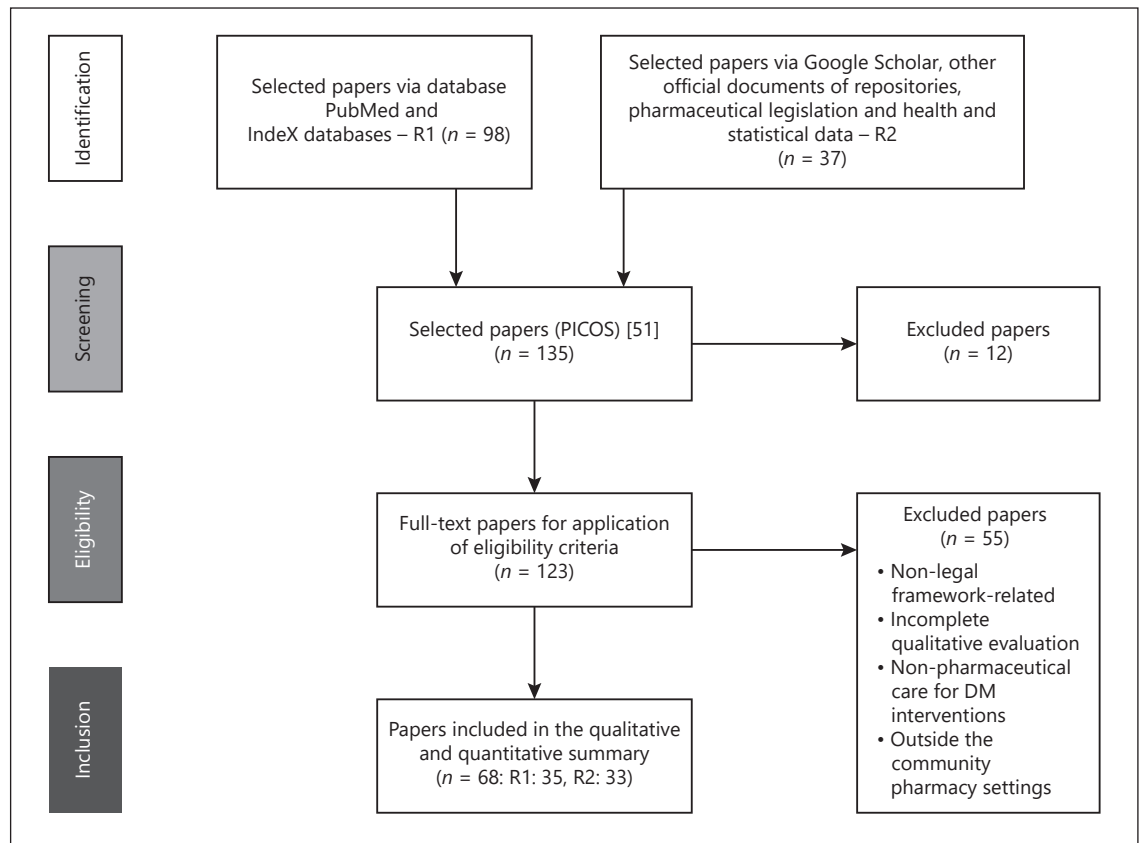 Identification
Selected papers via database
PubMed and
IndeX databases – R1 (n = 98)
Selected papers via Google Scholar, other
official documents of repositories,
pharmaceutical legislation and health and
statistical data – R2
(n = 37)
Screening
Selected papers (PICOS) [51]
(n = 135)
Excluded papers
(n = 12)
Eligibility
Full-text papers for application
of eligibility criteria
(n = 123)
Excluded papers
(n = 55)
• Non-legal
framework-related
• Incomplete
qualitative evaluation
• Non-pharmaceutical
care for DM
interventions
• Outside the
community
pharmacy settings
Inclusion
Papers included in the qualitative
and quantitative summary
(n = 68: R1: 35, R2: 33)